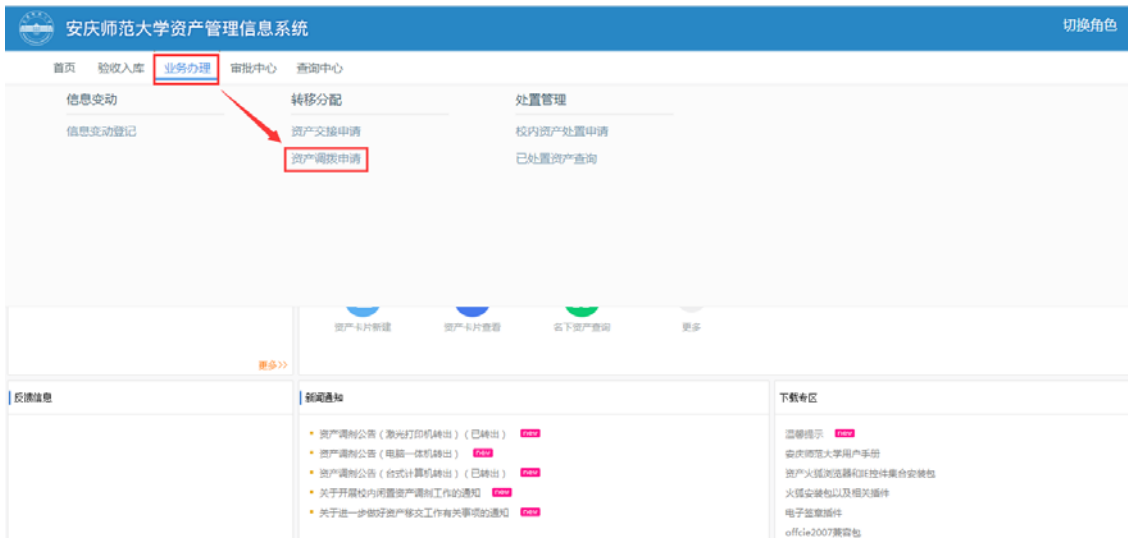 安庆师范大学资产管理信息系统
切换角色
首页 验收入库 业务办理 审批中心 查询中心
信息变动 转移分配 处置管理
信息变动登记 资产交接申请 校内资产处置申请
资产调拨申请 已处置资产查询
资产卡片新建 资产卡片查看 名下资产查询 更多
更多>>
反馈信息 新闻通知 下载专区
资产调剂公告（激光打印机转出）（已转出） new
资产调剂公告（电脑一体机转出） new
资产调剂公告（台式计算机转出）（已转出） new
关于开展校内闲置资产调剂工作的通知 new
关于进一步做好资产移交工作有关事项的通知 new
温馨提示 new
安庆师范大学用户手册
资产火狐浏览器和IE控件集合安装包
火狐安装包以及相关插件
电子签章插件
offcie2007兼容包